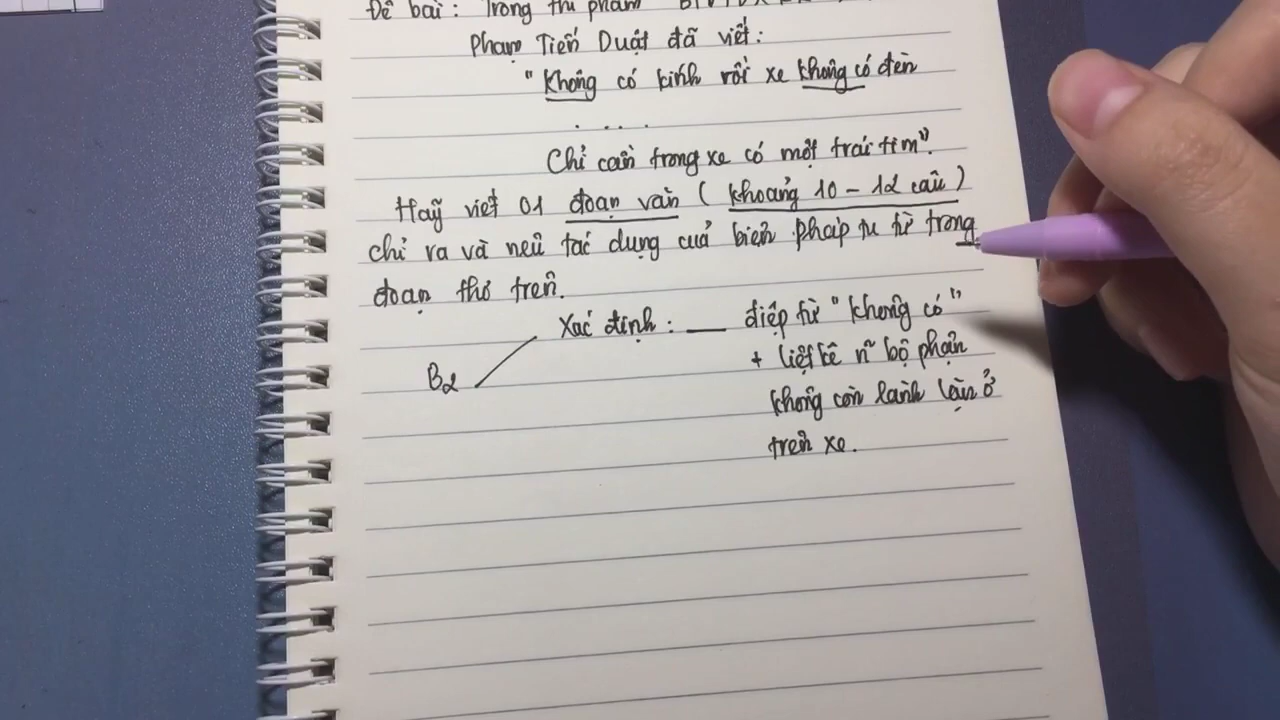 Đề bài : Trong thi phẩm
Phạm Tiến Duật đã viết :
"Không có kính rồi xe không có đèn
. . . .
Chỉ cần trong xe có một trái tim".
Hãy viết 01 đoạn văn ( khoảng 10 - 12 câu )
chỉ ra và nêu tác dụng của biện pháp tu từ trong
đoạn thơ trên.
Xác định : — điệp từ "không có"
B2
+ liệt kê n~ bộ phận
không còn lành lặn ở
trên xe.